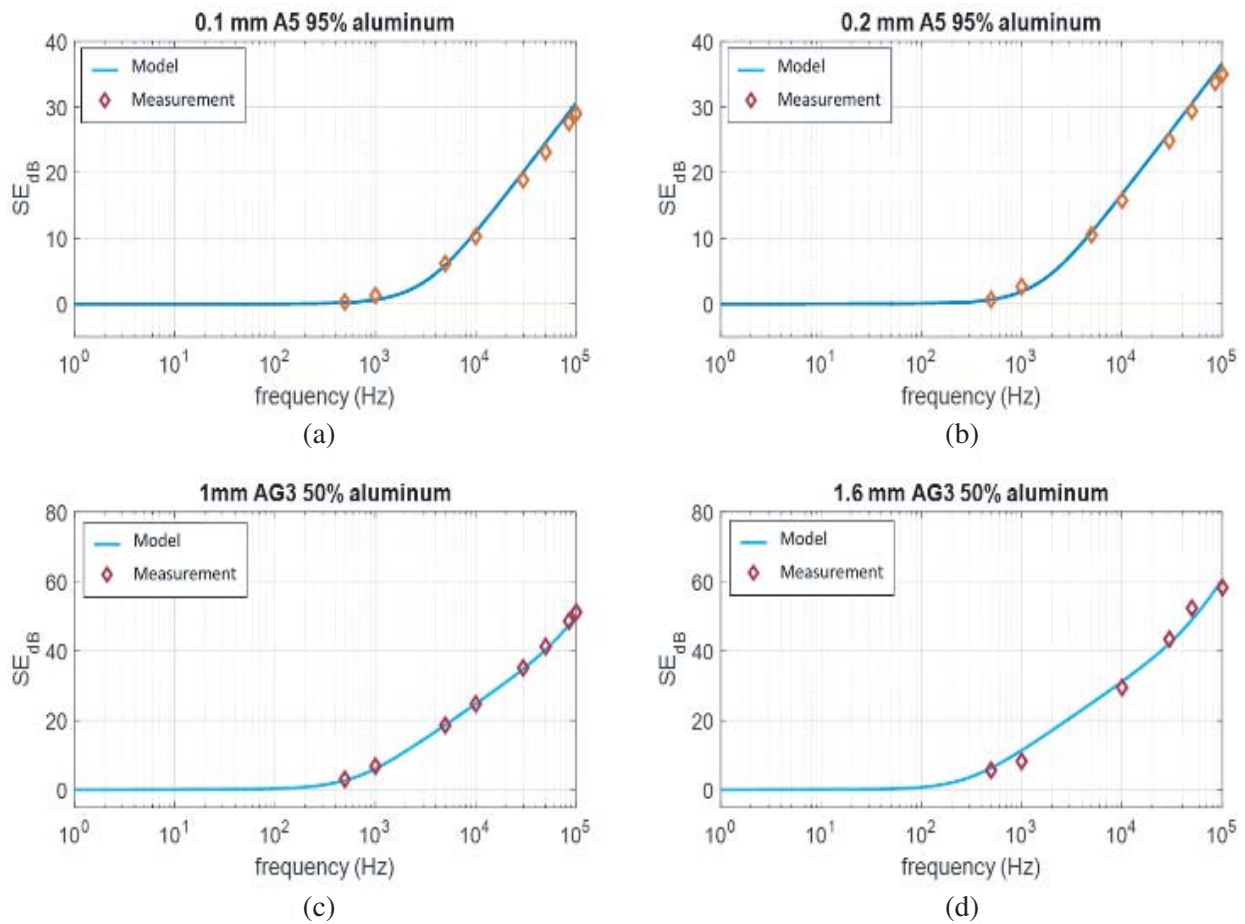 0.1 mm A5 95% aluminum
40
30
20
10
0
SE_dB
Model
Measurement
10^0 10^1 10^2 10^3 10^4 10^5
frequency (Hz)
(a)
0.2 mm A5 95% aluminum
40
30
20
10
0
SE_dB
Model
Measurement
10^0 10^1 10^2 10^3 10^4 10^5
frequency (Hz)
(b)
1mm AG3 50% aluminum
80
60
40
20
0
SE_dB
Model
Measurement
10^0 10^1 10^2 10^3 10^4 10^5
frequency (Hz)
(c)
1.6 mm AG3 50% aluminum
80
60
40
20
0
SE_dB
Model
Measurement
10^0 10^1 10^2 10^3 10^4 10^5
frequency (Hz)
(d)